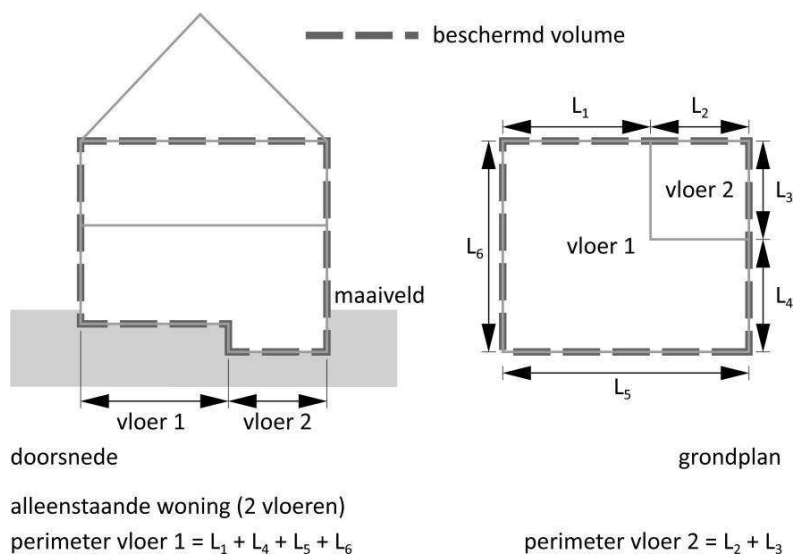 beschermd volume
L₁
L₂
vloer 2
L₃
vloer 1
L₆
maaiveld
L₄
L₅
vloer 1
vloer 2
doorsnede
grondplan
alleenstaande woning (2 vloeren)
perimeter vloer 1 = L₁ + L₄ + L₅ + L₆
perimeter vloer 2 = L₂ + L₃